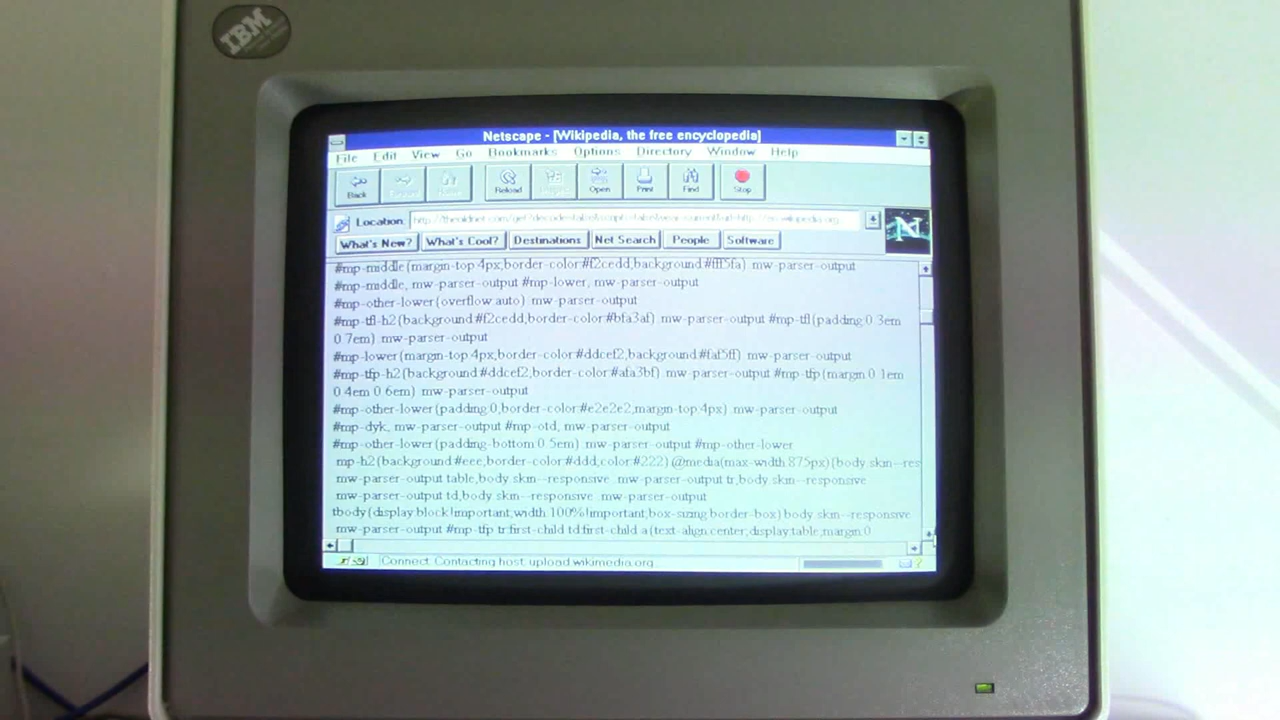 IBM
Netscape - [Wikipedia, the free encyclopedia]
File Edit View Go Bookmarks Options Directory Window Help
Back Reload Open Print Find Stop
Location:
What's New? What's Cool? Destinations Net Search People Software
#mp-middle{margin-top 4px;border-color:#f2cedd;background:#fff5fa} mw-parser-output
#mp-middle, mw-parser-output #mp-lower, mw-parser-output
#mp-other-lower{overflow:auto} mw-parser-output
#mp-tfl-h2{background:#f2cedd;border-color:#bfa3af} .mw-parser-output #mp-tfl{padding:0 3em
0 7em} mw-parser-output
#mp-lower{margin-top 4px;border-color:#ddcef2;background:#faf5ff} mw-parser-output
#mp-tfp-h2{background:#ddcef2;border-color:#afa3bf} mw-parser-output #mp-tfp{margin:0 1em
0 4em 0 6em} mw-parser-output
#mp-other-lower{padding:0;border-color:#e2e2e2;margin-top:4px} .mw-parser-output
#mp-dyk, mw-parser-output #mp-otd, mw-parser-output
#mp-other-lower{padding-bottom:0 5em} .mw-parser-output #mp-other-lower
mp-h2{background:#eee;border-color:#ddd;color:#222} @media(max-width:875px){body skin--res
mw-parser-output table,body skin--responsive .mw-parser-output tr,body skin--responsive
mw-parser-output td,body skin--responsive .mw-parser-output
tbody{display:block!important;width:100%!important;box-sizing:border-box} body skin--responsive
mw-parser-output #mp-tfp tr:first-child td:first-child a{text-align:center;display:table;margin:0
Connect: Contacting host: upload.wikimedia.org...